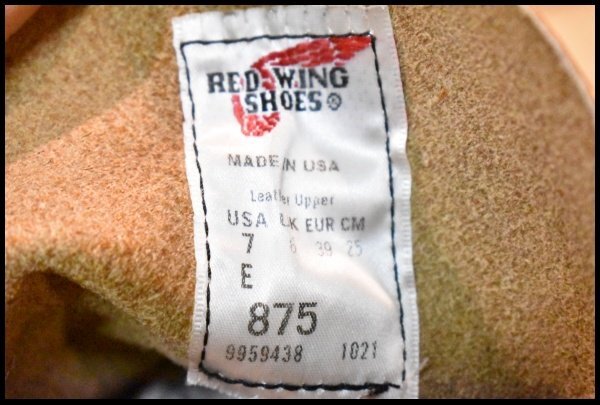 RED WING
SHOES®
MADE IN USA
Leather Upper
USA UK EUR CM
7 6 39 25
E
875
9959438 1021